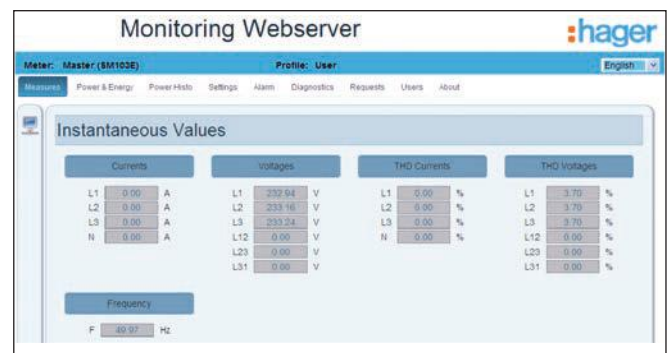 Monitoring Webserver
:hager
Meter: Master (SM103E) Profile: User English
Measures Power & Energy Power Histo Settings Alarm Diagnostics Requests Users About
Instantaneous Values
Currents Voltages THD Currents THD Voltages
L1 0.00 A L1 232.94 V L1 0.00 % L1 3.70 %
L2 0.00 A L2 233.16 V L2 0.00 % L2 3.70 %
L3 0.00 A L3 233.24 V L3 0.00 % L3 3.70 %
N 0.00 A L12 0.00 V N 0.00 % L12 0.00 %
L23 0.00 V L23 0.00 %
L31 0.00 V L31 0.00 %
Frequency
F 49.97 Hz